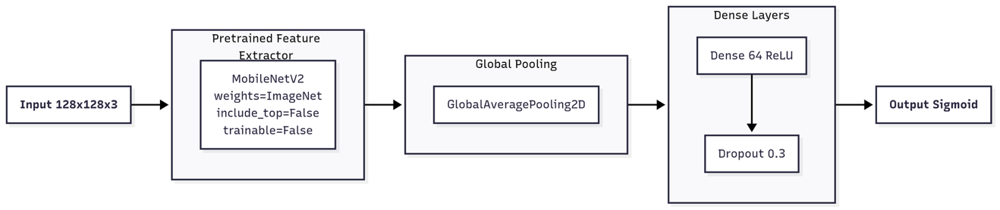 Input 128x128x3
Pretrained Feature
Extractor
MobileNetV2
weights=ImageNet
include_top=False
trainable=False
Global Pooling
GlobalAveragePooling2D
Dense Layers
Dense 64 ReLU
Dropout 0.3
Output Sigmoid